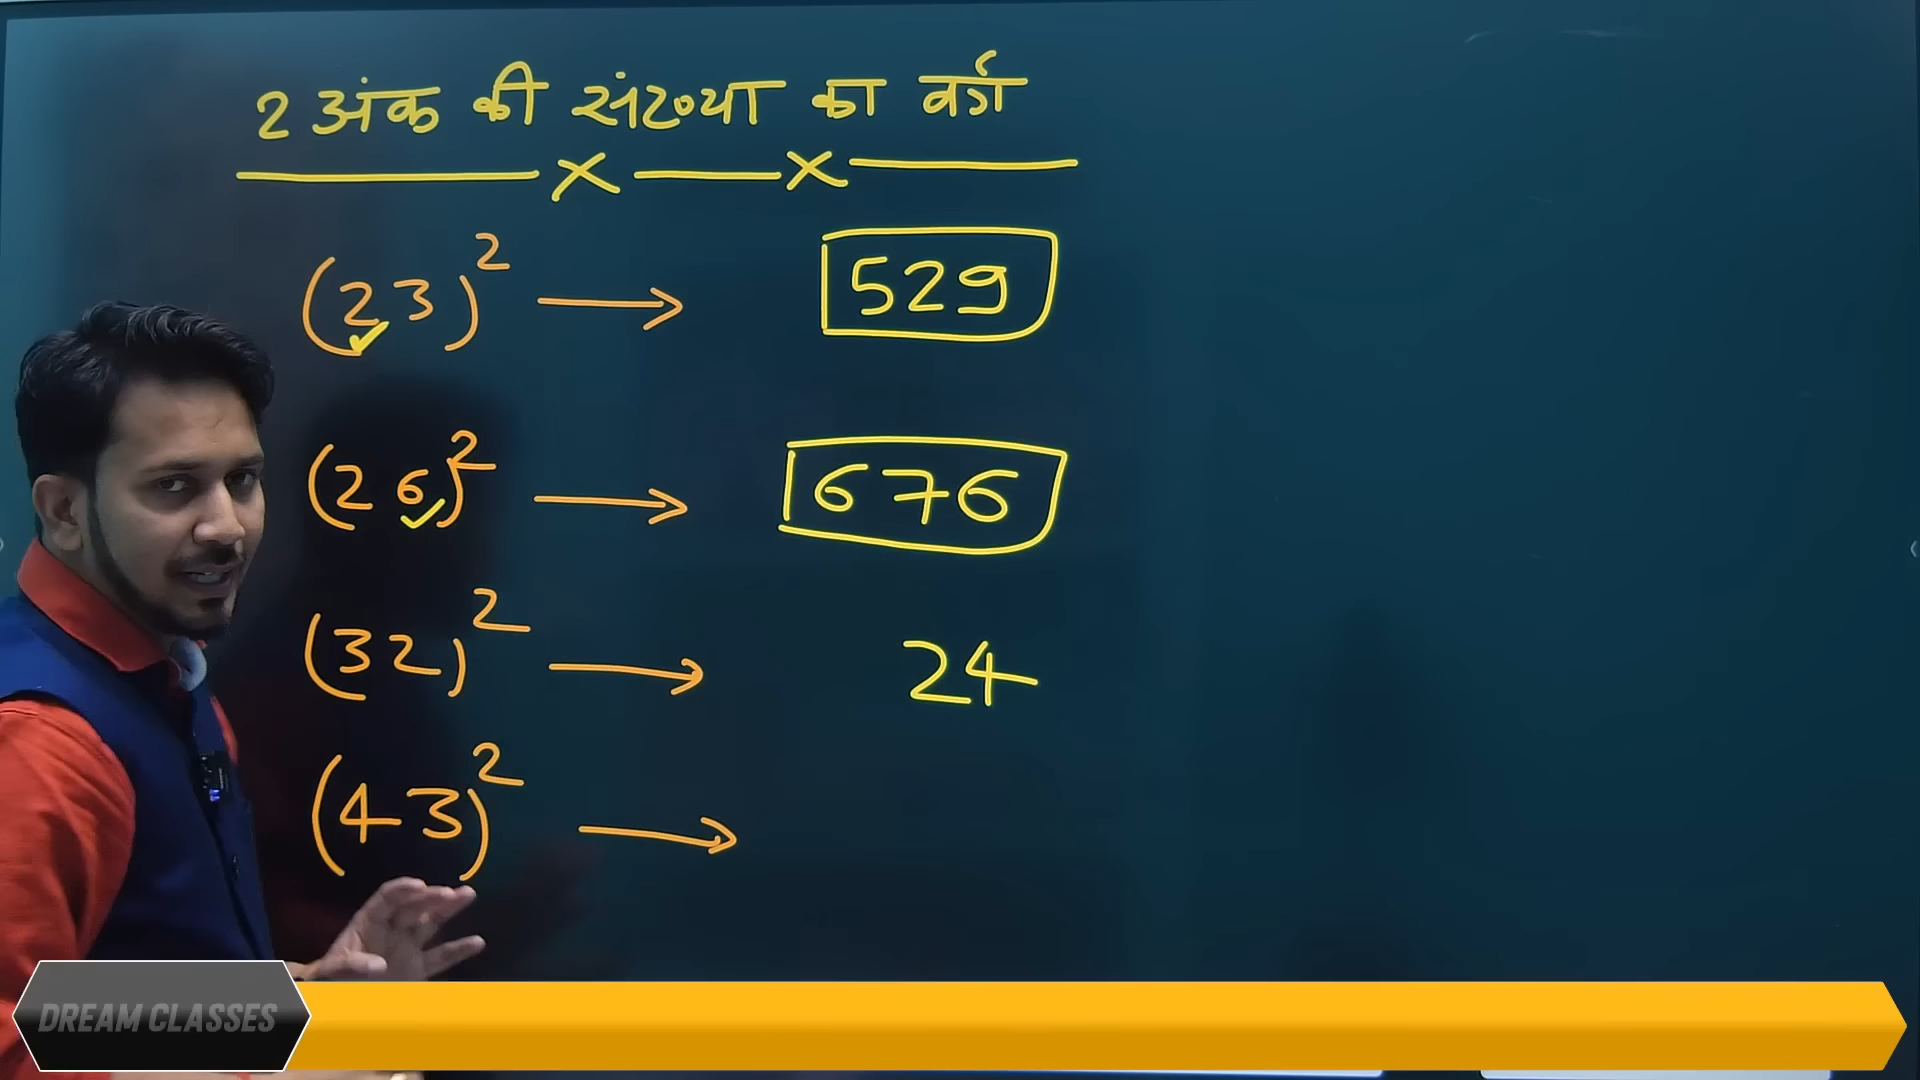 2 अंक की संख्या का वर्ग
(23)² → 529
(26)² → 676
(32)² → 24
(43)² →
DREAM CLASSES